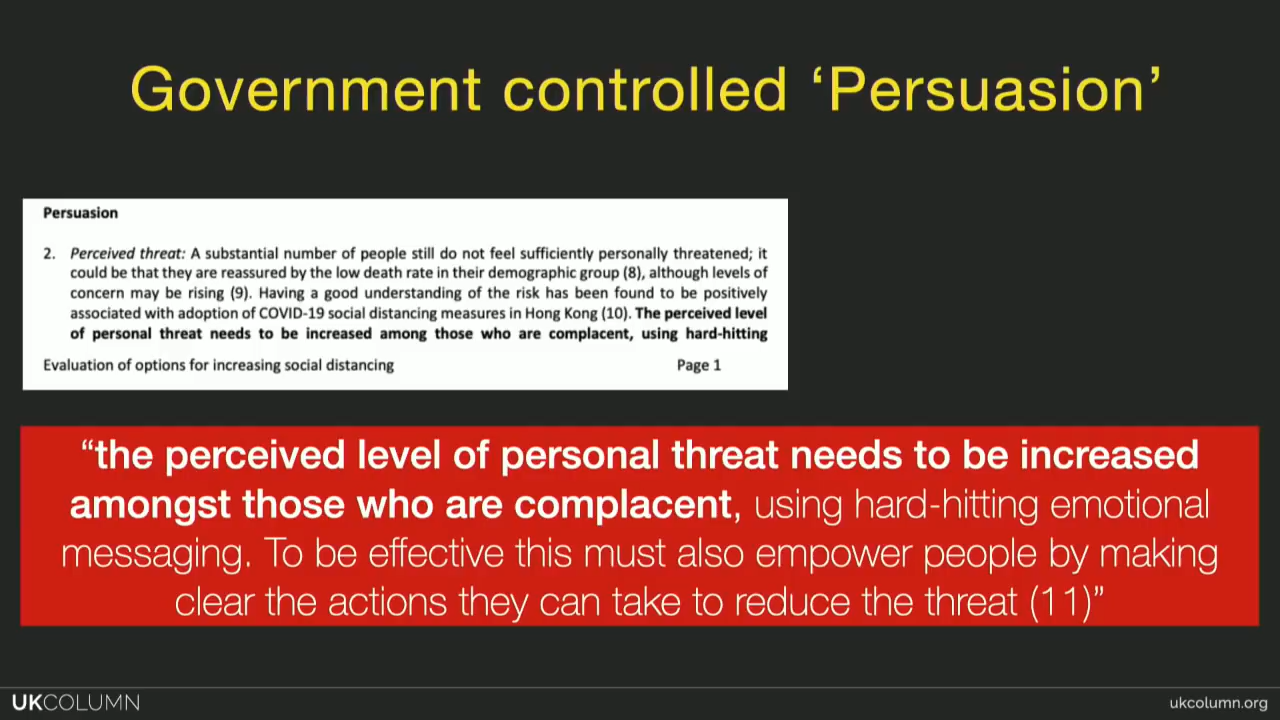 Government controlled ‘Persuasion’
Persuasion
2. Perceived threat: A substantial number of people still do not feel sufficiently personally threatened; it
could be that they are reassured by the low death rate in their demographic group (8), although levels of
concern may be rising (9). Having a good understanding of the risk has been found to be positively
associated with adoption of COVID-19 social distancing measures in Hong Kong (10). The perceived level
of personal threat needs to be increased among those who are complacent, using hard-hitting
Evaluation of options for increasing social distancing Page 1
“the perceived level of personal threat needs to be increased
amongst those who are complacent, using hard-hitting emotional
messaging. To be effective this must also empower people by making
clear the actions they can take to reduce the threat (11)”
UKCOLUMN ukcolumn.org